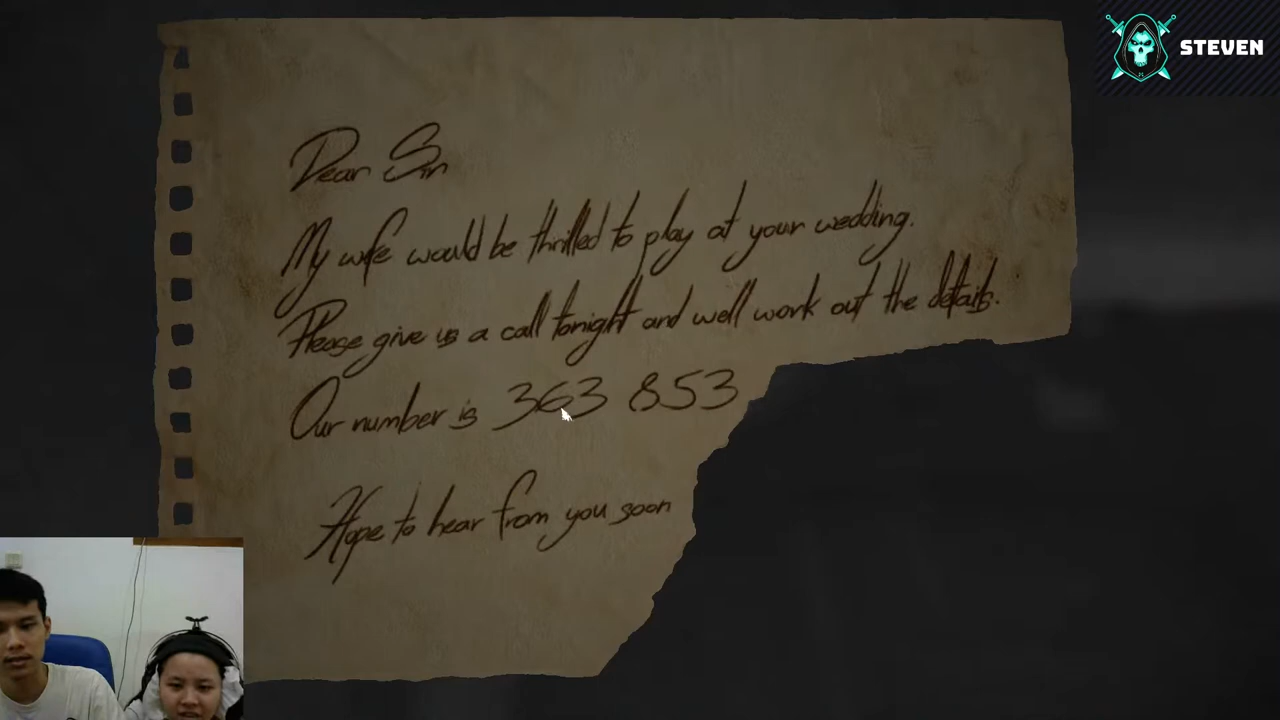 STEVEN
Dear Sir
My wife would be thrilled to play at your wedding.
Please give us a call tonight and well work out the details.
Our number is 363 853
Hope to hear from you soon